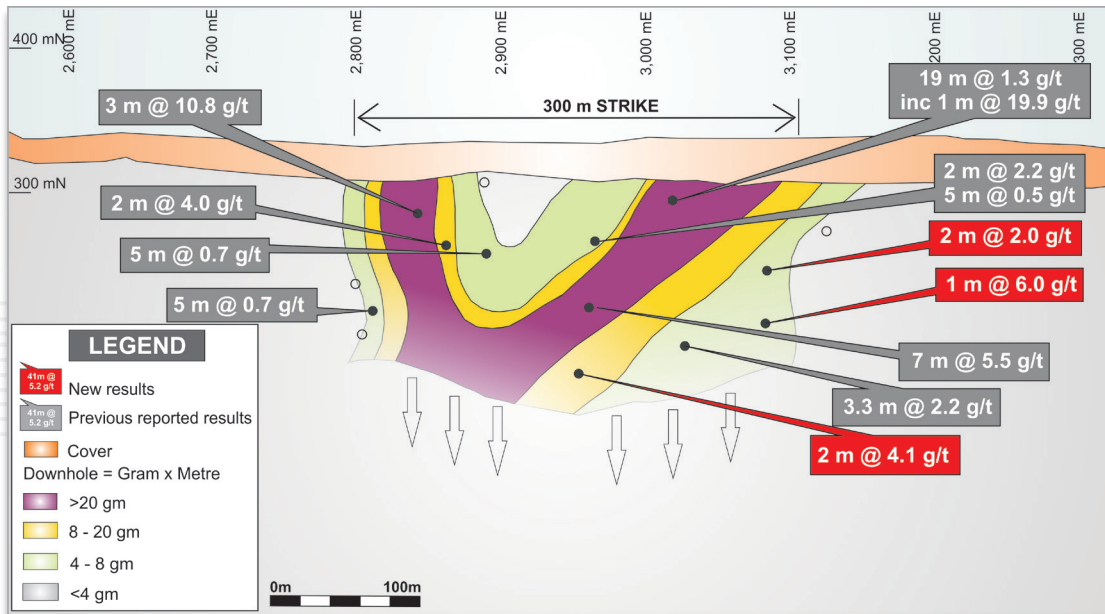 2,600 mE
2,700 mE
2,800 mE
2,900 mE
3,000 mE
3,100 mE
200 mE
300 mE
400 mN
300 mN
300 m STRIKE
3 m @ 10.8 g/t
2 m @ 4.0 g/t
5 m @ 0.7 g/t
5 m @ 0.7 g/t
19 m @ 1.3 g/t
inc 1 m @ 19.9 g/t
2 m @ 2.2 g/t
5 m @ 0.5 g/t
2 m @ 2.0 g/t
1 m @ 6.0 g/t
7 m @ 5.5 g/t
3.3 m @ 2.2 g/t
2 m @ 4.1 g/t
LEGEND
41m @
5.2 g/t
New results
41m @
5.2 g/t
Previous reported results
Cover
Downhole = Gram x Metre
>20 gm
8 - 20 gm
4 - 8 gm
<4 gm
0m
100m